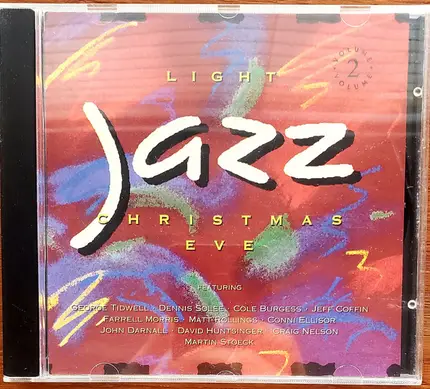 LIGHT
VOLUME
2
VOLUME
Jazz
CHRISTMAS
EVE
FEATURING
GEORGE TIDWELL · DENNIS SOLEE · COLE BURGESS · JEFF COFFIN
FARRELL MORRIS · MATT ROLLINGS · CONNI ELLISOR
JOHN DARNALL · DAVID HUNTSINGER · CRAIG NELSON
MARTIN STOECK